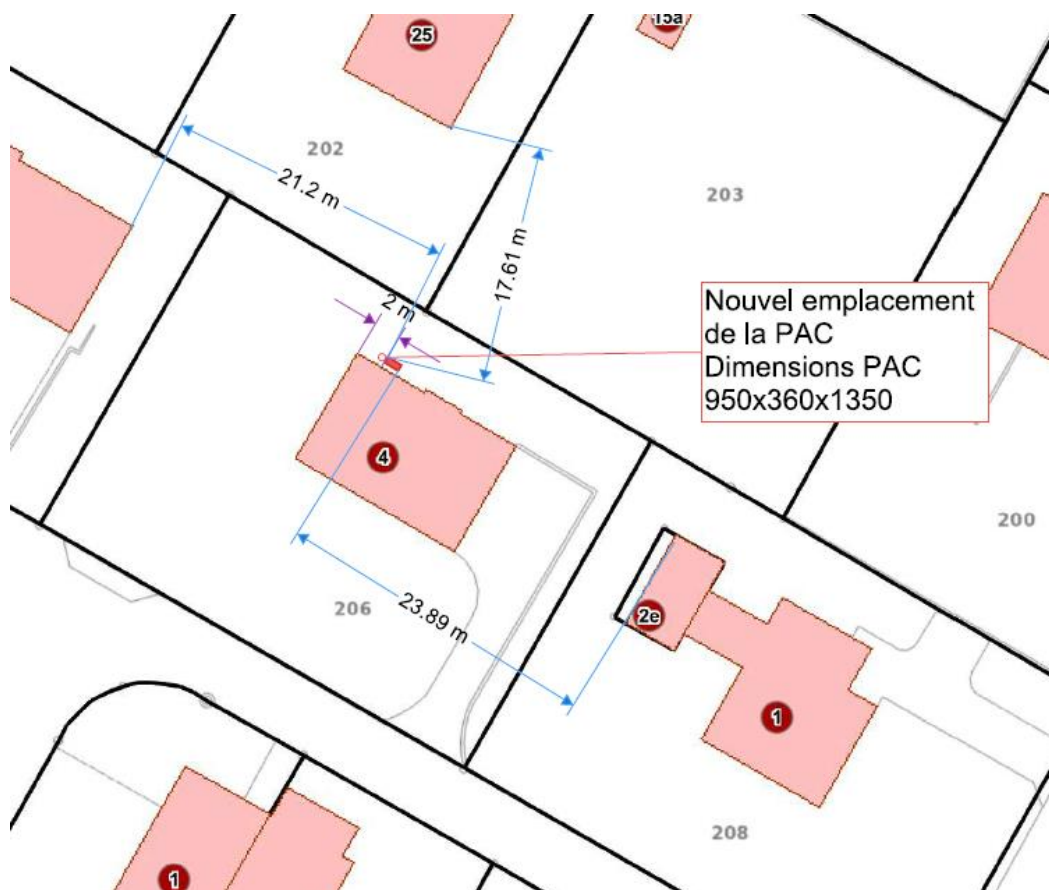 25
15a
202
21.2 m
203
17.61 m
2 m
Nouvel emplacement
de la PAC
Dimensions PAC
950x360x1350
4
200
206
23.89 m
2e
1
208
1